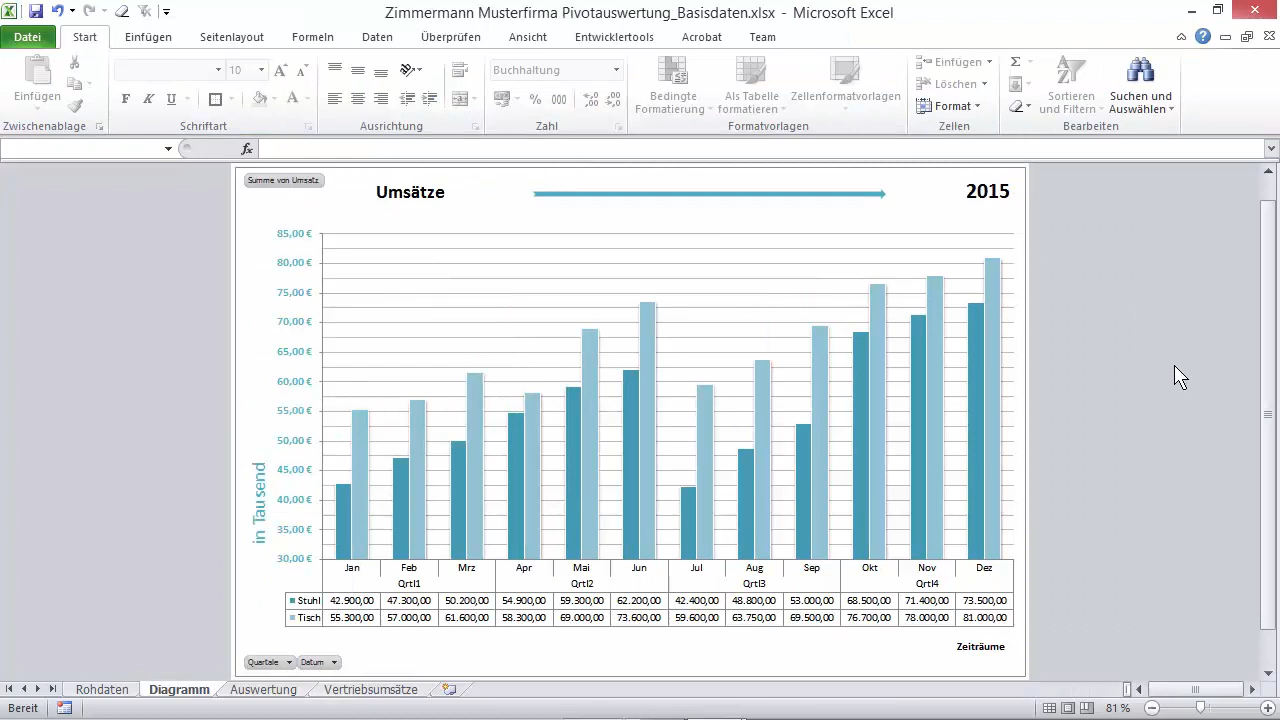 Zimmermann Musterfirma Pivotauswertung_Basisdaten.xlsx - Microsoft Excel
Datei Start Einfügen Seitenlayout Formeln Daten Überprüfen Ansicht Entwicklertools Acrobat Team
Einfügen
Zwischenablage
10
F K U A
Schriftart
Ausrichtung
Buchhaltung
% 000
Zahl
Bedingte Formatierung
Als Tabelle formatieren
Zellenformatvorlagen
Formatvorlagen
Einfügen
Löschen
Format
Zellen
Sortieren und Filtern
Suchen und Auswählen
Bearbeiten
fx
Summe von Umsatz
Umsätze 2015
85,00 €
80,00 €
75,00 €
70,00 €
65,00 €
60,00 €
55,00 €
50,00 €
45,00 €
40,00 €
35,00 €
30,00 €
in Tausend
Jan Feb Mrz Apr Mai Jun Jul Aug Sep Okt Nov Dez
Qrtl1 Qrtl2 Qrtl3 Qrtl4
Stuhl 42.900,00 47.300,00 50.200,00 54.900,00 59.300,00 62.200,00 42.400,00 48.800,00 53.000,00 68.500,00 71.400,00 73.500,00
Tisch 55.300,00 57.000,00 61.600,00 58.300,00 69.000,00 73.600,00 59.600,00 63.750,00 69.500,00 76.700,00 78.000,00 81.000,00
Zeiträume
Quartale Datum
Rohdaten Diagramm Auswertung Vertriebsumsätze
Bereit 81 %